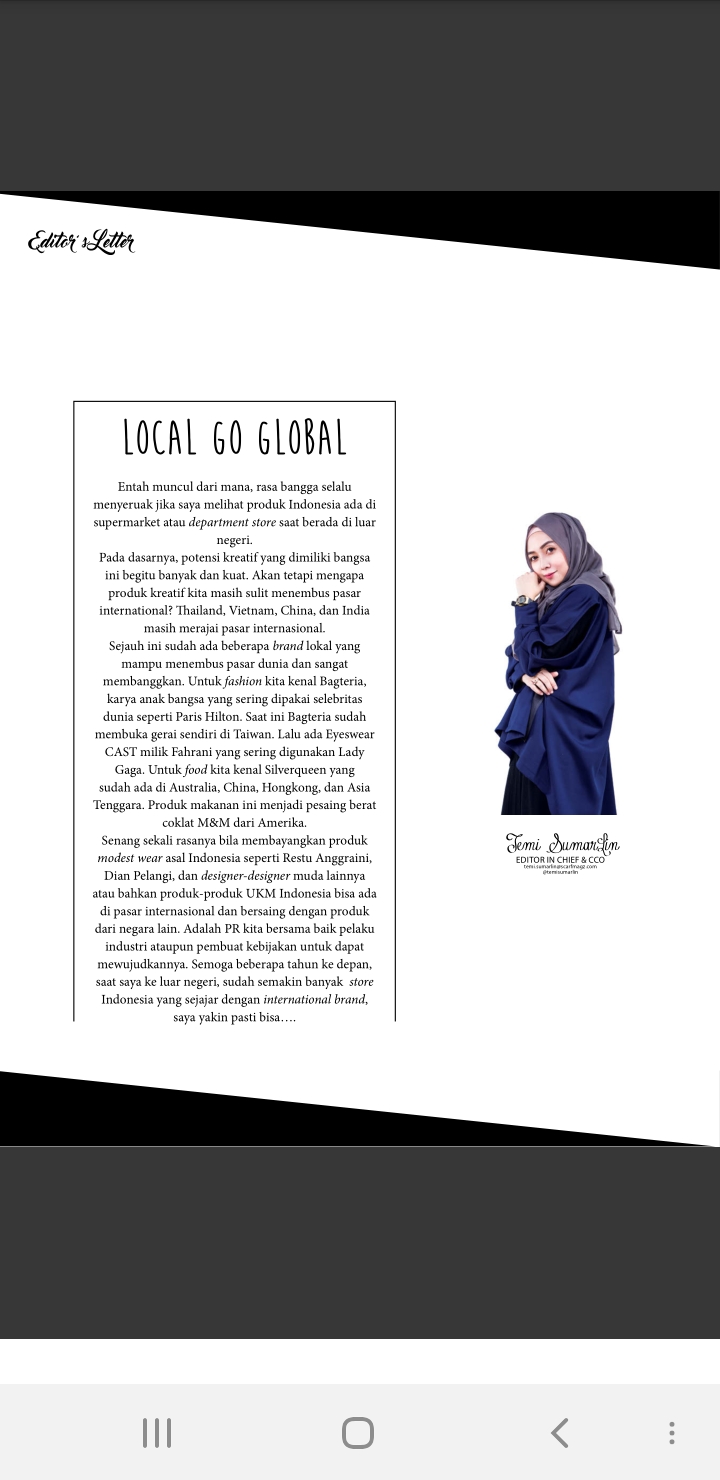 Editor's Letter
LOCAL GO GLOBAL
Entah muncul dari mana, rasa bangga selalu
menyeruak jika saya melihat produk Indonesia ada di
supermarket atau department store saat berada di luar
negeri.
Pada dasarnya, potensi kreatif yang dimiliki bangsa
ini begitu banyak dan kuat. Akan tetapi mengapa
produk kreatif kita masih sulit menembus pasar
international? Thailand, Vietnam, China, dan India
masih merajai pasar internasional.
Sejauh ini sudah ada beberapa brand lokal yang
mampu menembus pasar dunia dan sangat
membanggkan. Untuk fashion kita kenal Bagteria,
karya anak bangsa yang sering dipakai selebritas
dunia seperti Paris Hilton. Saat ini Bagteria sudah
membuka gerai sendiri di Taiwan. Lalu ada Eyeswear
CAST milik Fahrani yang sering digunakan Lady
Gaga. Untuk food kita kenal Silverqueen yang
sudah ada di Australia, China, Hongkong, dan Asia
Tenggara. Produk makanan ini menjadi pesaing berat
coklat M&M dari Amerika.
Senang sekali rasanya bila membayangkan produk
modest wear asal Indonesia seperti Restu Anggraini,
Dian Pelangi, dan designer-designer muda lainnya
atau bahkan produk-produk UKM Indonesia bisa ada
di pasar internasional dan bersaing dengan produk
dari negara lain. Adalah PR kita bersama baik pelaku
industri ataupun pembuat kebijakan untuk dapat
mewujudkannya. Semoga beberapa tahun ke depan,
saat saya ke luar negeri, sudah semakin banyak store
Indonesia yang sejajar dengan international brand,
saya yakin pasti bisa….
Temi Sumarlin
EDITOR IN CHIEF & CCO
temi.sumarlin@scarfmagz.com
@temisumarlin